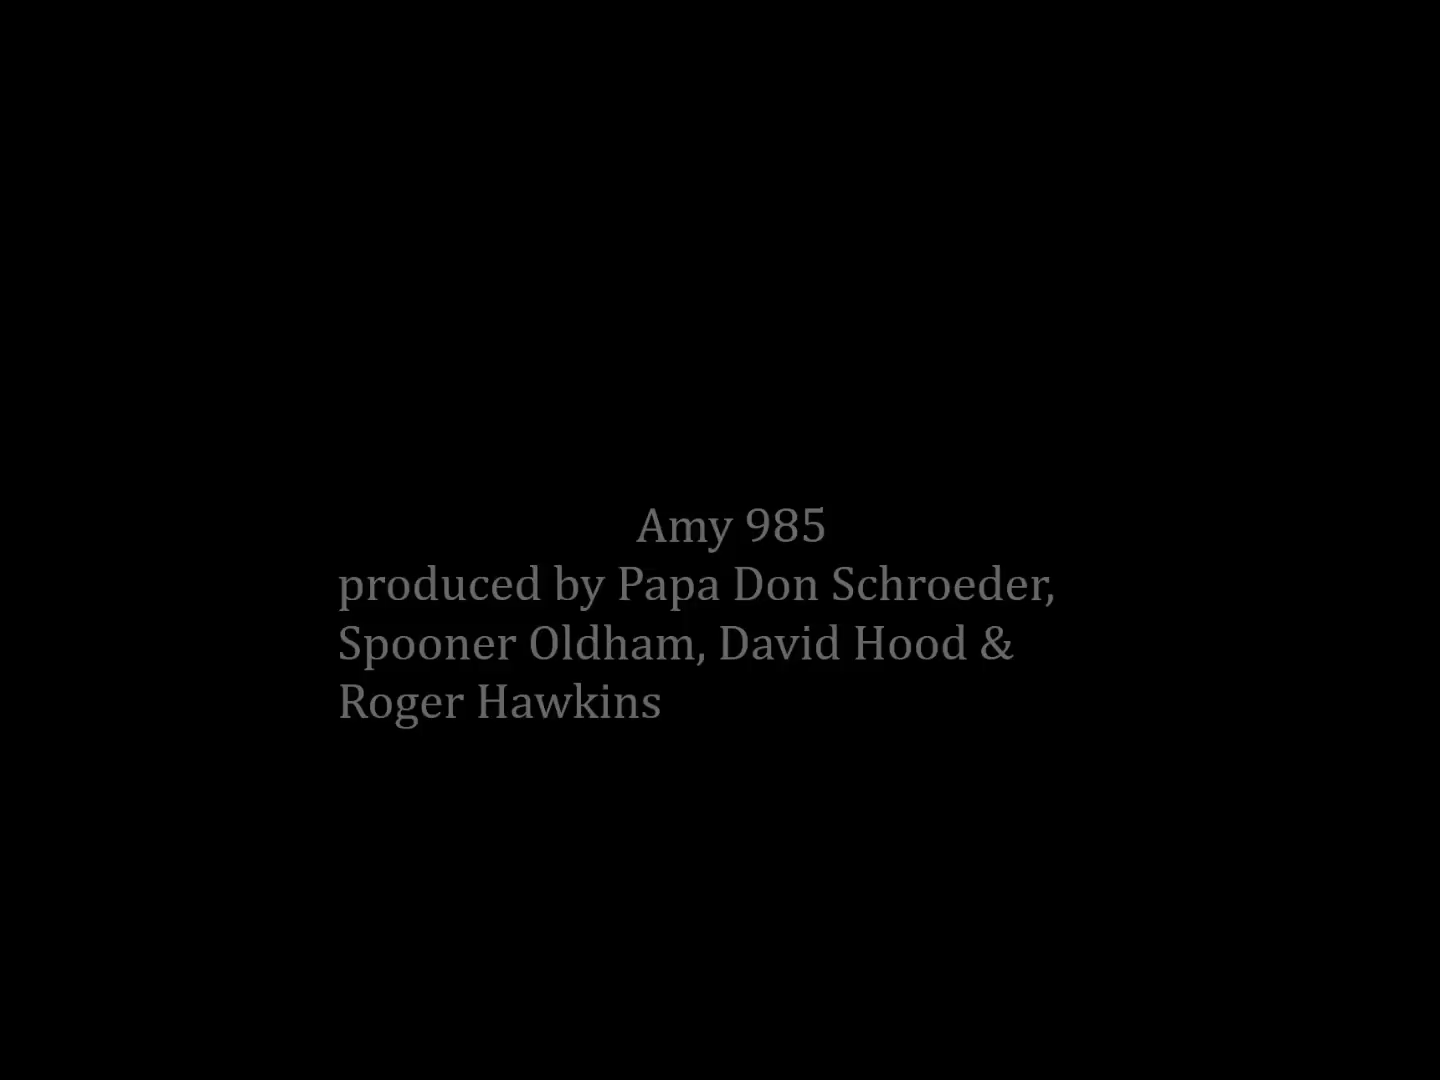 Amy 985
produced by Papa Don Schroeder,
Spooner Oldham, David Hood &
Roger Hawkins